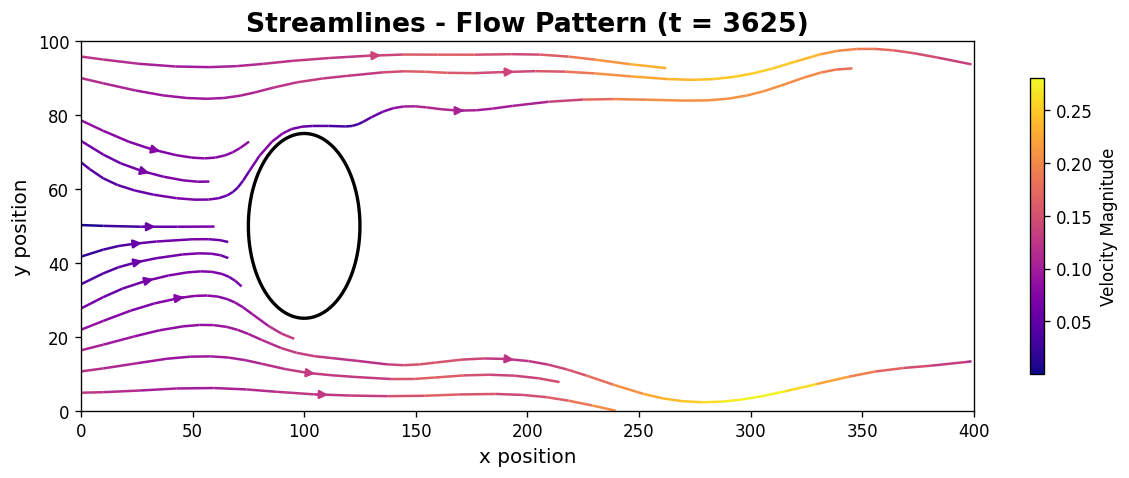 Streamlines - Flow Pattern (t = 3625)
100
80
60
40
20
0
y position
0 50 100 150 200 250 300 350 400
x position
0.25
0.20
0.15
0.10
0.05
Velocity Magnitude